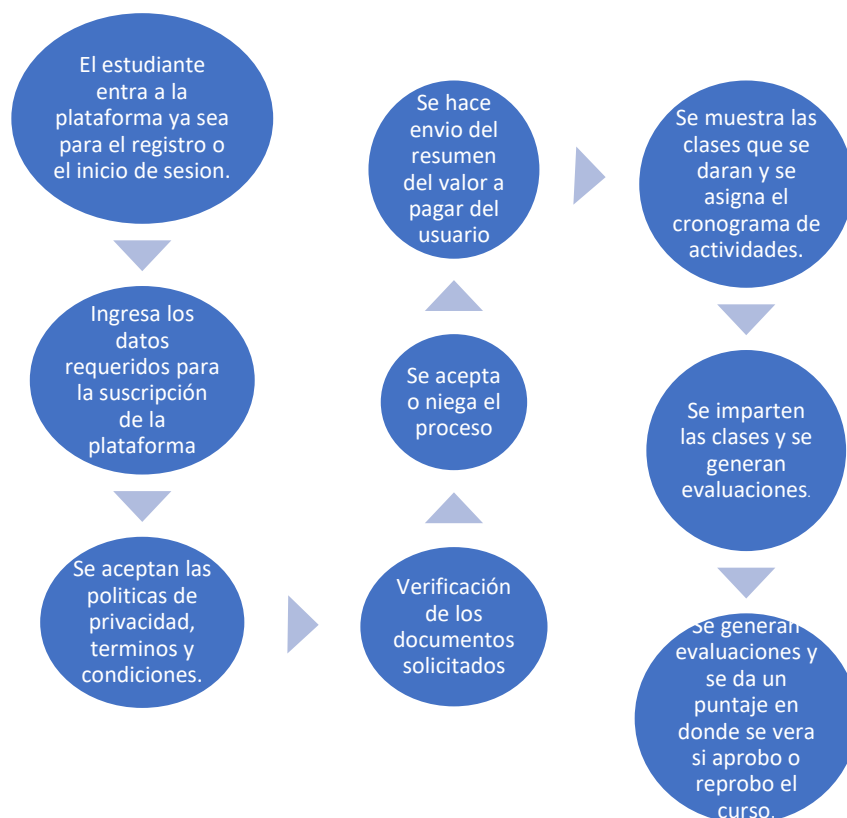 El estudiante
entra a la
plataforma ya sea
para el registro o
el inicio de sesion.
Ingresa los
datos
requeridos para
la suscripción
de la
plataforma
Se aceptan las
politicas de
privacidad,
terminos y
condiciones.
Verificación
de los
documentos
solicitados
Se acepta
o niega el
proceso
Se hace
envio del
resumen
del valor a
pagar del
usuario
Se muestra las
clases que se
daran y se
asigna el
cronograma de
actividades.
Se imparten
las clases y se
generan
evaluaciones.
Se generan
evaluaciones y
se da un
puntaje en
donde se vera
si aprobo o
reprobo el
curso.